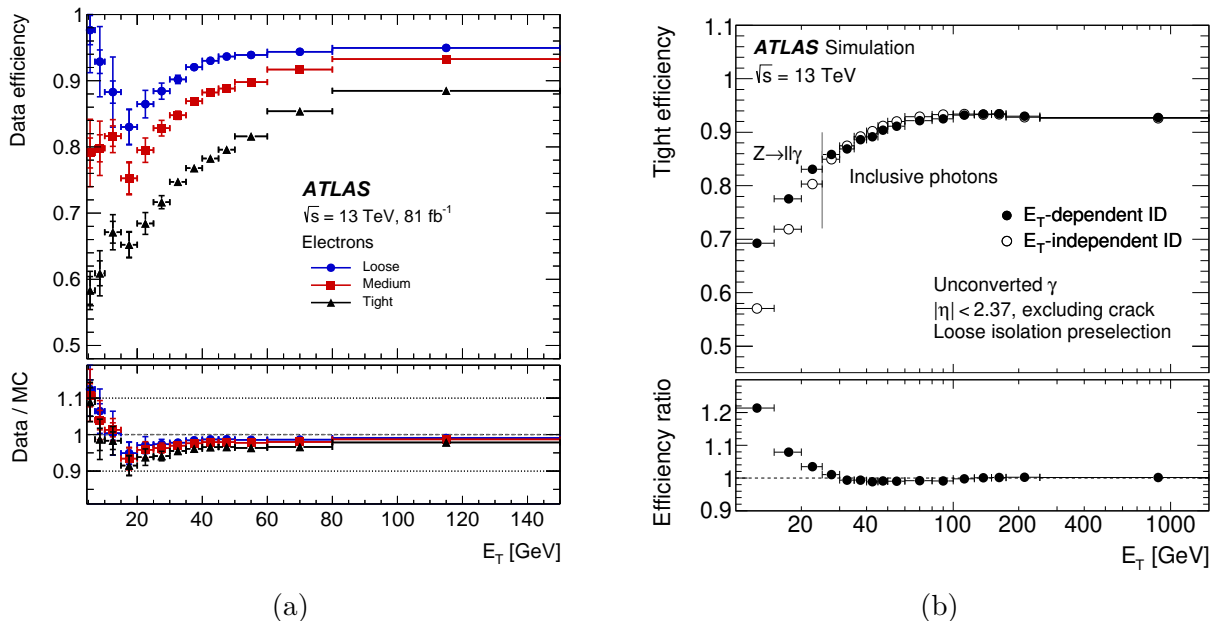 Data efficiency
1
0.9
0.8
0.7
0.6
0.5
ATLAS
√s = 13 TeV, 81 fb⁻¹
Electrons
Loose
Medium
Tight
Data / MC
1.1
1
0.9
20 40 60 80 100 120 140
E_T [GeV]
(a)
Tight efficiency
1.1
1
0.9
0.8
0.7
0.6
0.5
ATLAS Simulation
√s = 13 TeV
Z→llγ
Inclusive photons
E_T-dependent ID
E_T-independent ID
Unconverted γ
|η| < 2.37, excluding crack
Loose isolation preselection
Efficiency ratio
1.2
1.1
1
0.9
20 40 100 200 400 1000
E_T [GeV]
(b)